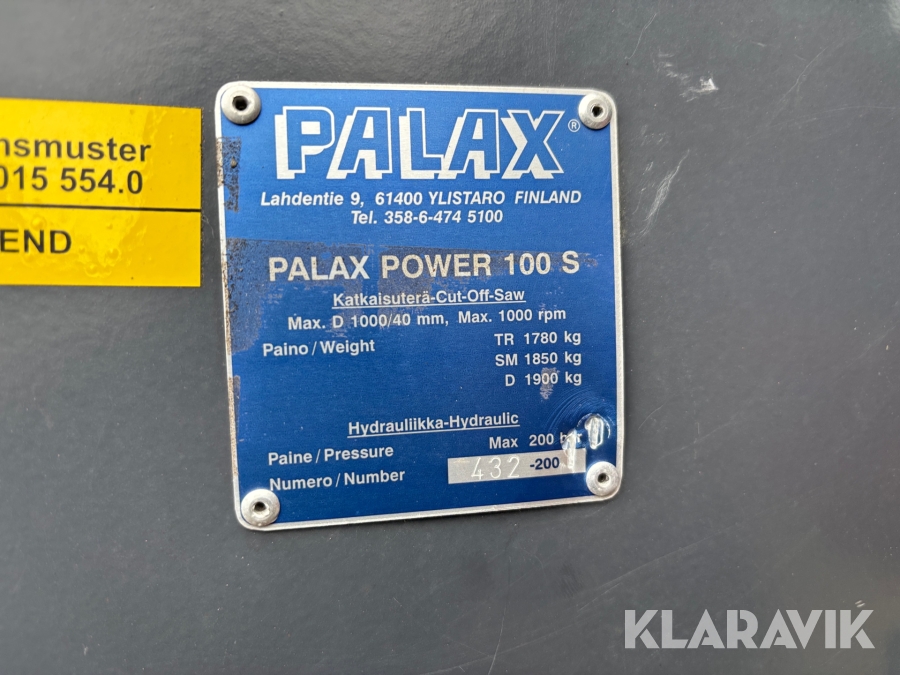 nsmuster
015 554.0
END
PALAX®
Lahdentie 9, 61400 YLISTARO FINLAND
Tel. 358-6-474 5100
PALAX POWER 100 S
Katkaisuterä-Cut-Off-Saw
Max. D 1000/40 mm, Max. 1000 rpm
Paino/Weight TR 1780 kg
SM 1850 kg
D 1900 kg
Hydrauliikka-Hydraulic
Paine/Pressure Max 200
Numero/Number 432 -200
KLARAVIK